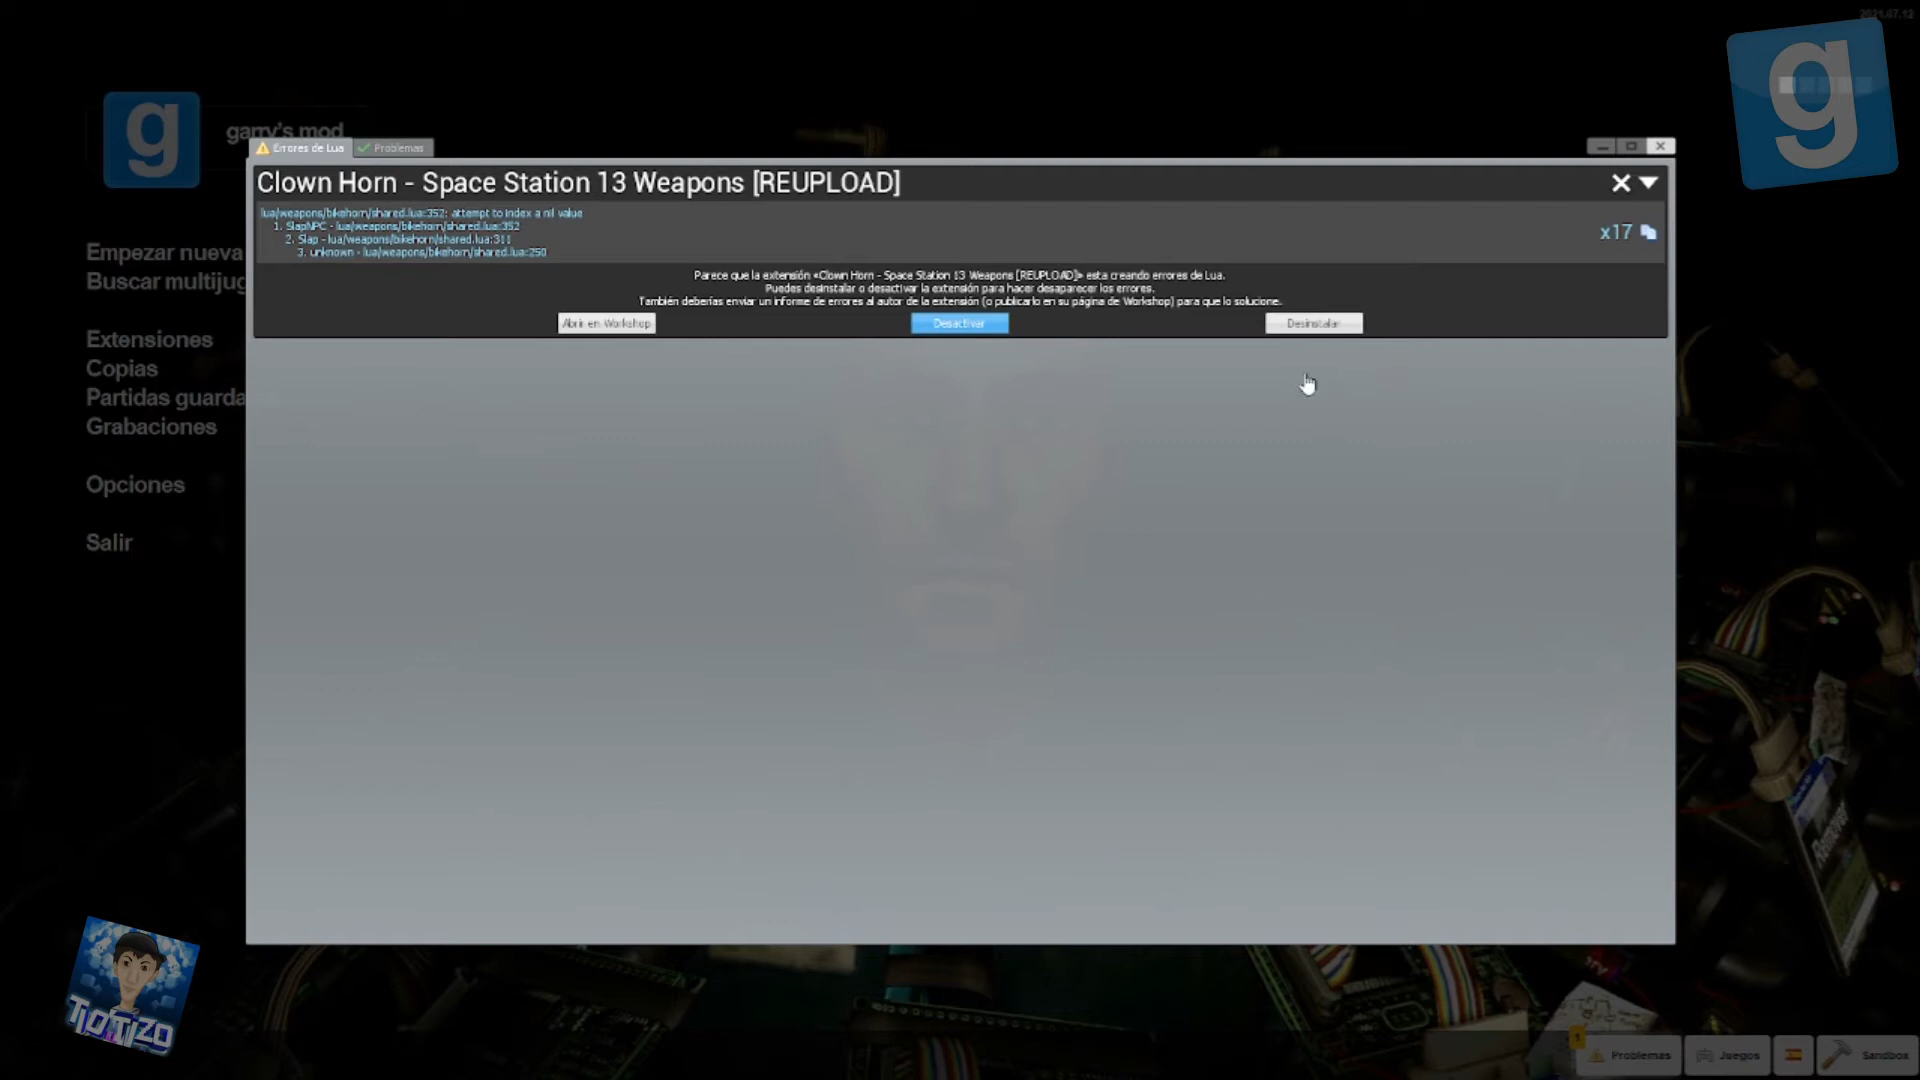 2021.07.12
g
g
garry's mod
Errores de Lua
Problemas
Clown Horn - Space Station 13 Weapons [REUPLOAD]
lua/weapons/bikehorn/shared.lua:352: attempt to index a nil value
1. SlapNPC - lua/weapons/bikehorn/shared.lua:352
2. Slap - lua/weapons/bikehorn/shared.lua:311
3. unknown - lua/weapons/bikehorn/shared.lua:250
x17
Parece que la extensión «Clown Horn - Space Station 13 Weapons [REUPLOAD]» esta creando errores de Lua.
Puedes desinstalar o desactivar la extensión para hacer desaparecer los errores.
También deberías enviar un informe de errores al autor de la extensión (o publicarlo en su página de Workshop) para que lo solucione.
Abrir en Workshop
Desactivar
Desinstalar
Empezar nueva
Buscar multijug
Extensiones
Copias
Partidas guarda
Grabaciones
Opciones
Salir
Remover
TIOTIZO
1
Problemas
Juegos
Sandbox